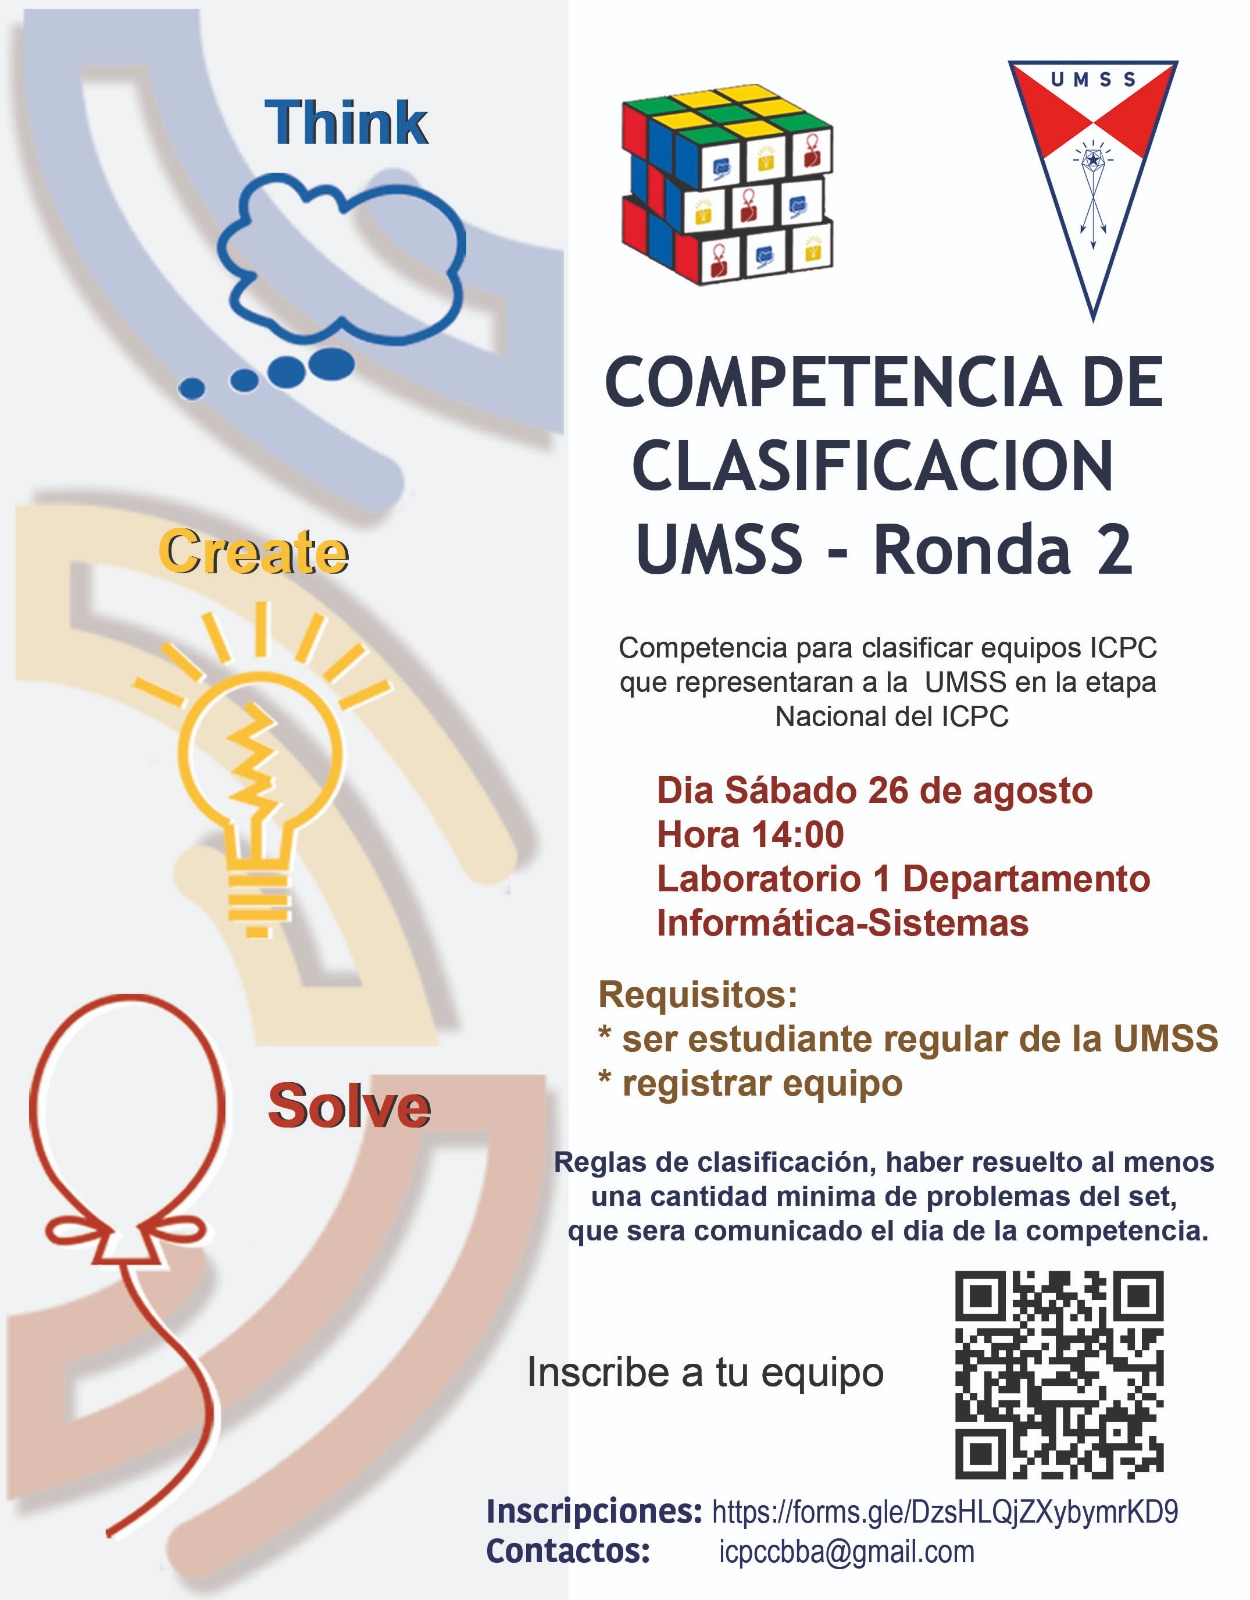 Think
Create
Solve
UMSS
COMPETENCIA DE
CLASIFICACION
UMSS - Ronda 2
Competencia para clasificar equipos ICPC
que representaran a la UMSS en la etapa
Nacional del ICPC
Dia Sábado 26 de agosto
Hora 14:00
Laboratorio 1 Departamento
Informática-Sistemas
Requisitos:
* ser estudiante regular de la UMSS
* registrar equipo
Reglas de clasificación, haber resuelto al menos
una cantidad minima de problemas del set,
que sera comunicado el dia de la competencia.
Inscribe a tu equipo
Inscripciones: https://forms.gle/DzsHLQjZXybymrKD9
Contactos: icpccbba@gmail.com